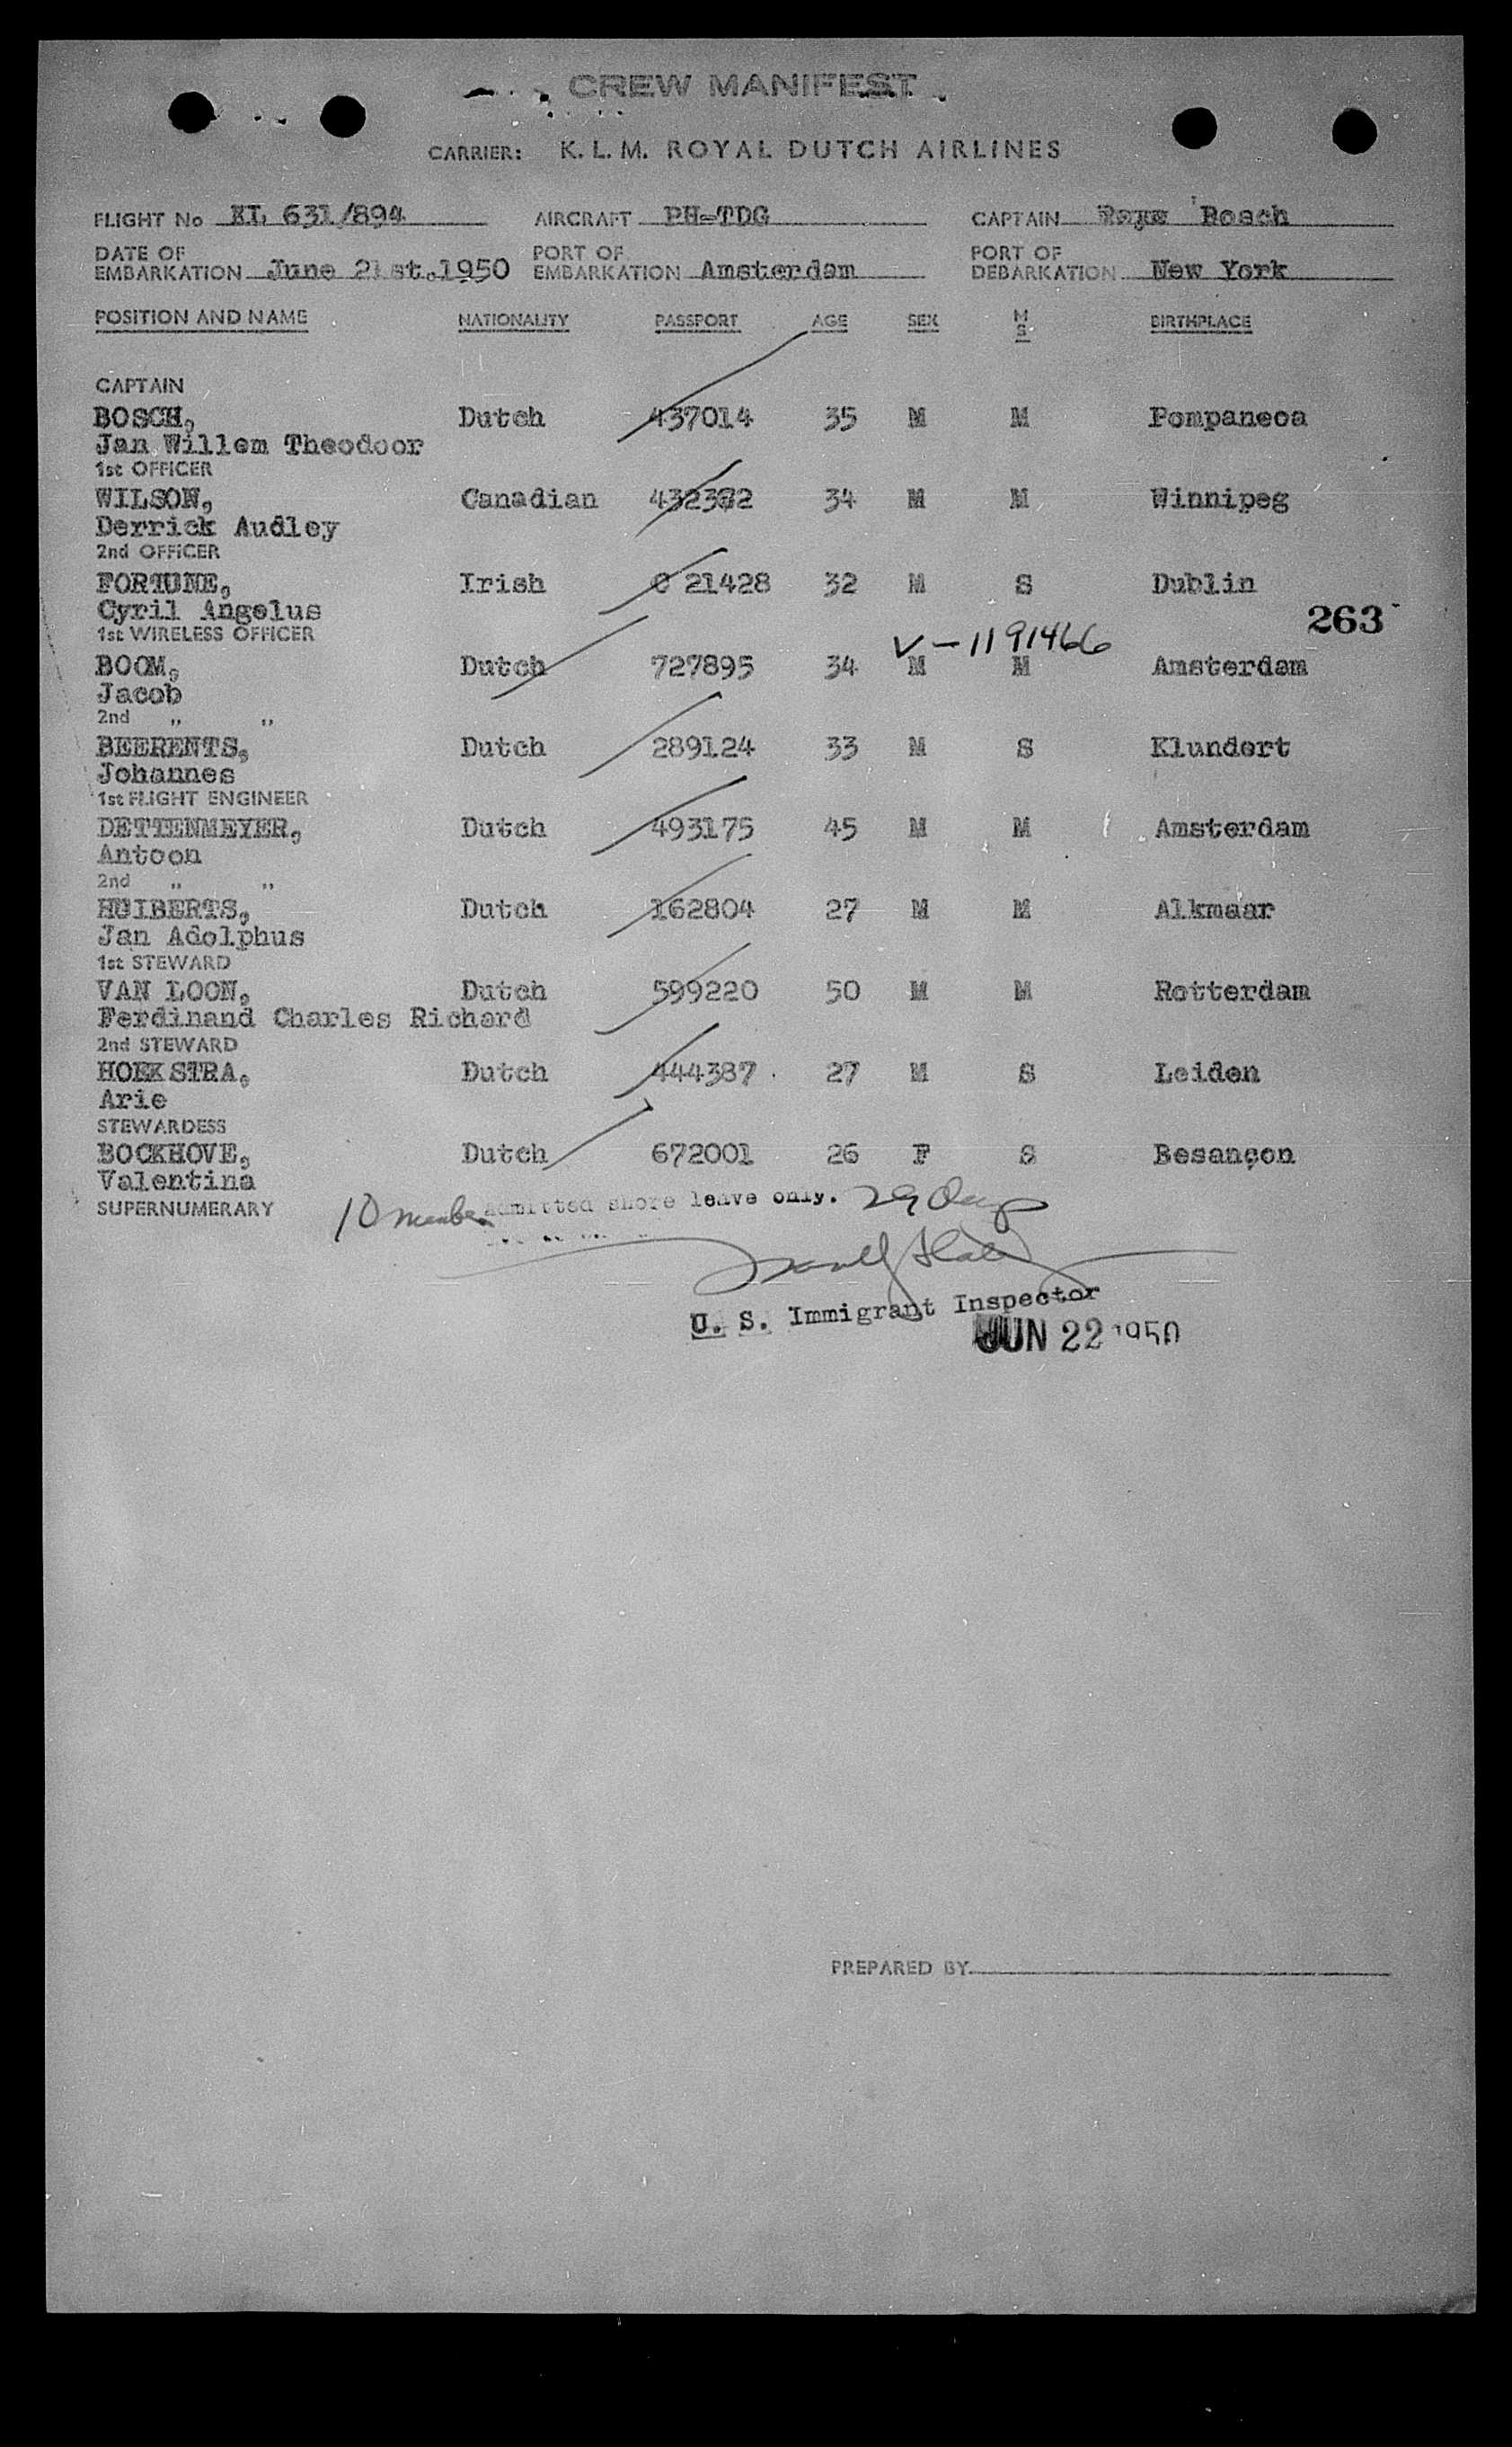 CREW MANIFEST
CARRIER: K. L. M. ROYAL DUTCH AIRLINES
FLIGHT No KL 631/894 AIRCRAFT PH-TDG CAPTAIN Bosch
DATE OF EMBARKATION June 21st.1950 PORT OF EMBARKATION Amsterdam PORT OF DEBARKATION New York
POSITION AND NAME NATIONALITY PASSPORT AGE SEX M S BIRTHPLACE
CAPTAIN
BOSCH, Dutch 437014 35 M M Pompaneoa
Jan Willem Theodoor
1st OFFICER
WILSON, Canadian 34 M M Winnipeg
Derrick Audley
2nd OFFICER
FORTUNE, Irish C 21428 32 M S Dublin
Cyril Angelus 263
1st WIRELESS OFFICER V-1191466
BOOM, Dutch 727895 34 M M Amsterdam
Jacob
2nd " "
BEERENTS, Dutch 289124 33 M S Klundert
Johannes
1st FLIGHT ENGINEER
DETTENMEYER, Dutch 493175 45 M M Amsterdam
Antoon
2nd " "
HUIBERTS, Dutch 162804 27 M M Alkmaar
Jan Adolphus
1st STEWARD
VAN LOON, Dutch 599220 50 M M Rotterdam
Ferdinand Charles Richard
2nd STEWARD
HOEKSTRA, Dutch 444387 27 M S Leiden
Arie
STEWARDESS
BOCKHOVE, Dutch 672001 26 F S Besançon
Valentina
SUPERNUMERARY 10 admitted shore leave only. 29 Days
U. S. Immigrant Inspector
JUN 22 1950
PREPARED BY